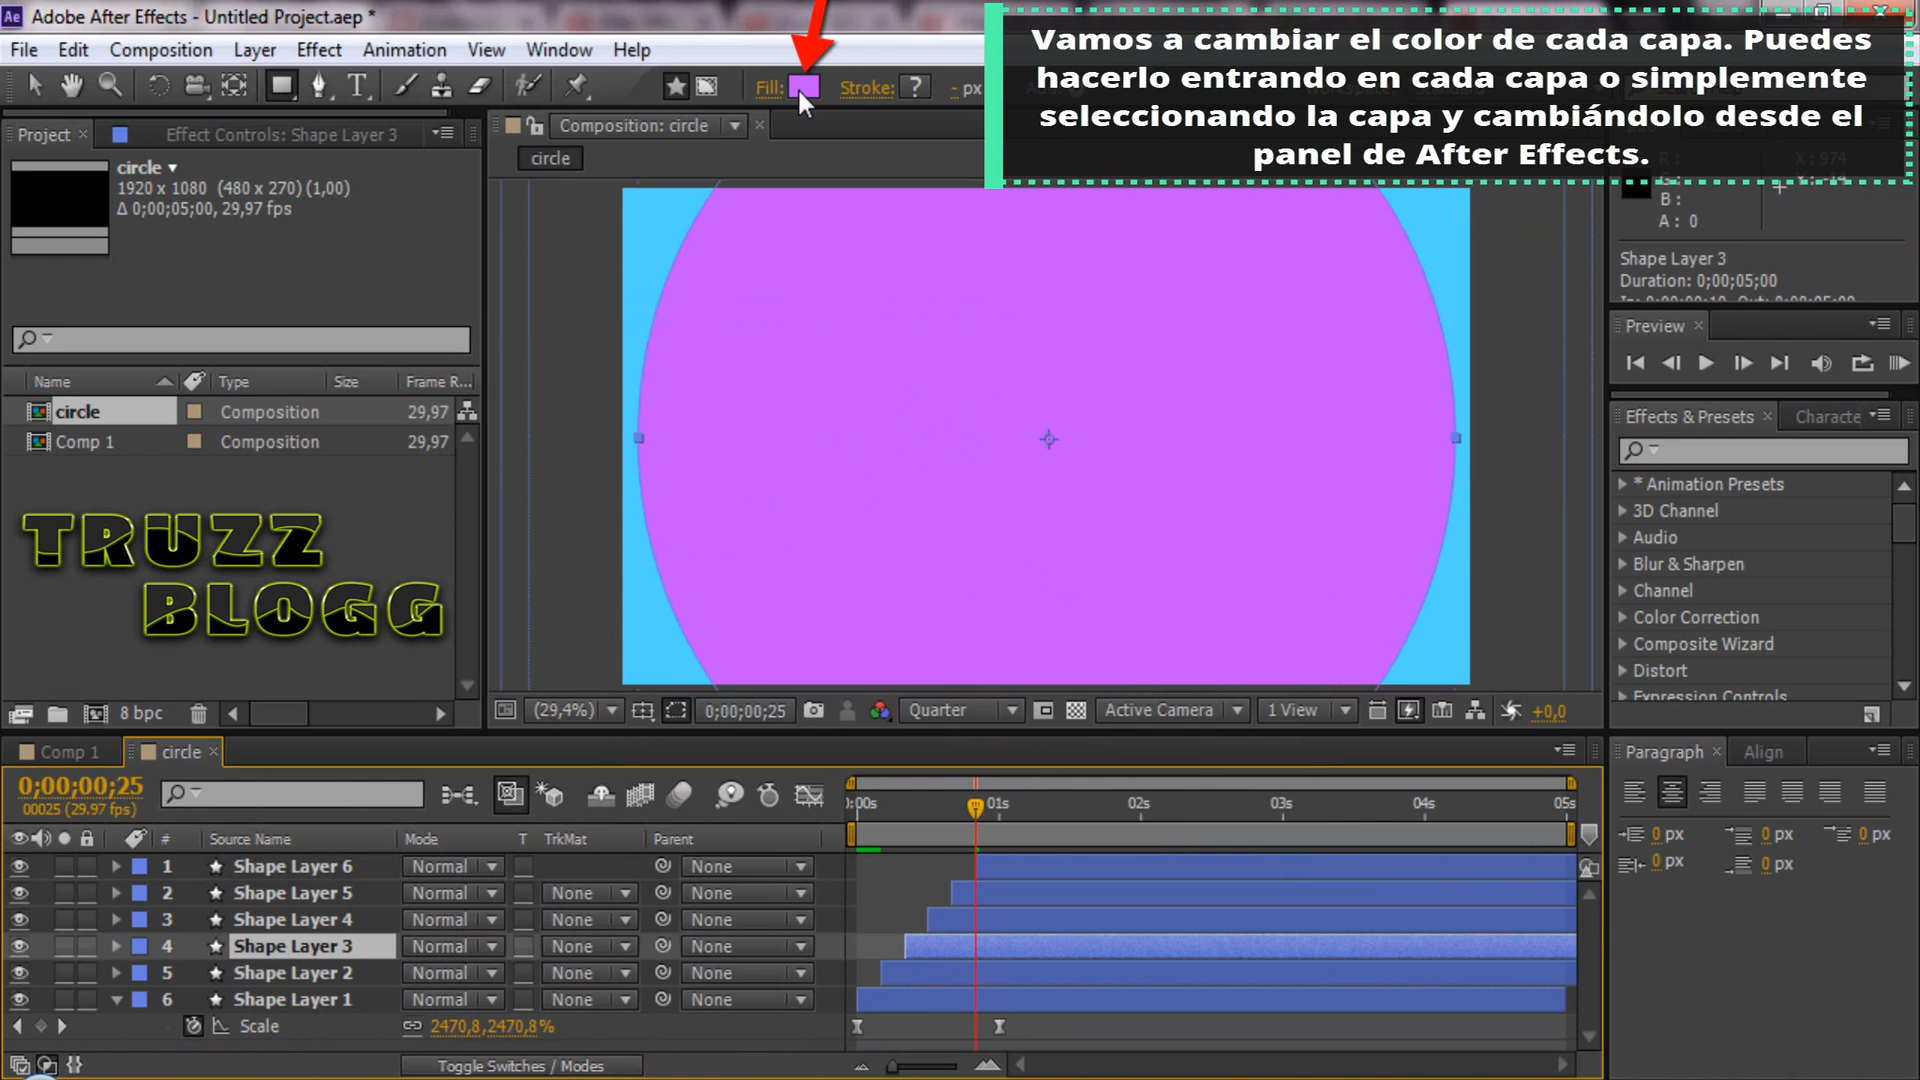 Adobe After Effects - Untitled Project.aep *
Vamos a cambiar el color de cada capa. Puedes
hacerlo entrando en cada capa o simplemente
seleccionando la capa y cambiándolo desde el
panel de After Effects.
File Edit Composition Layer Effect Animation View Window Help
Fill: Stroke: ? - px
Project × Effect Controls: Shape Layer 3
Composition: circle
circle
circle
1920 x 1080 (480 x 270) (1,00)
Δ 0;00;05;00, 29,97 fps
X : 974
B :
A : 0
Shape Layer 3
Duration: 0;00;05;00
Preview
Effects & Presets Characte
Name Type Size Frame R...
circle Composition 29,97
Comp 1 Composition 29,97
* Animation Presets
3D Channel
Audio
Blur & Sharpen
Channel
Color Correction
Composite Wizard
Distort
Expression Controls
TRUZZ
BLOGG
8 bpc
(29,4%) 0;00;00;25 Quarter Active Camera 1 View +0,0
Comp 1 circle
Paragraph Align
0;00;00;25
00025 (29.97 fps)
0:00s 01s 02s 03s 04s 05s
# Source Name Mode T TrkMat Parent
1 Shape Layer 6 Normal None
2 Shape Layer 5 Normal None None
3 Shape Layer 4 Normal None None
4 Shape Layer 3 Normal None None
5 Shape Layer 2 Normal None None
6 Shape Layer 1 Normal None None
Scale 2470,8,2470,8%
0 px 0 px 0 px
0 px 0 px
Toggle Switches / Modes